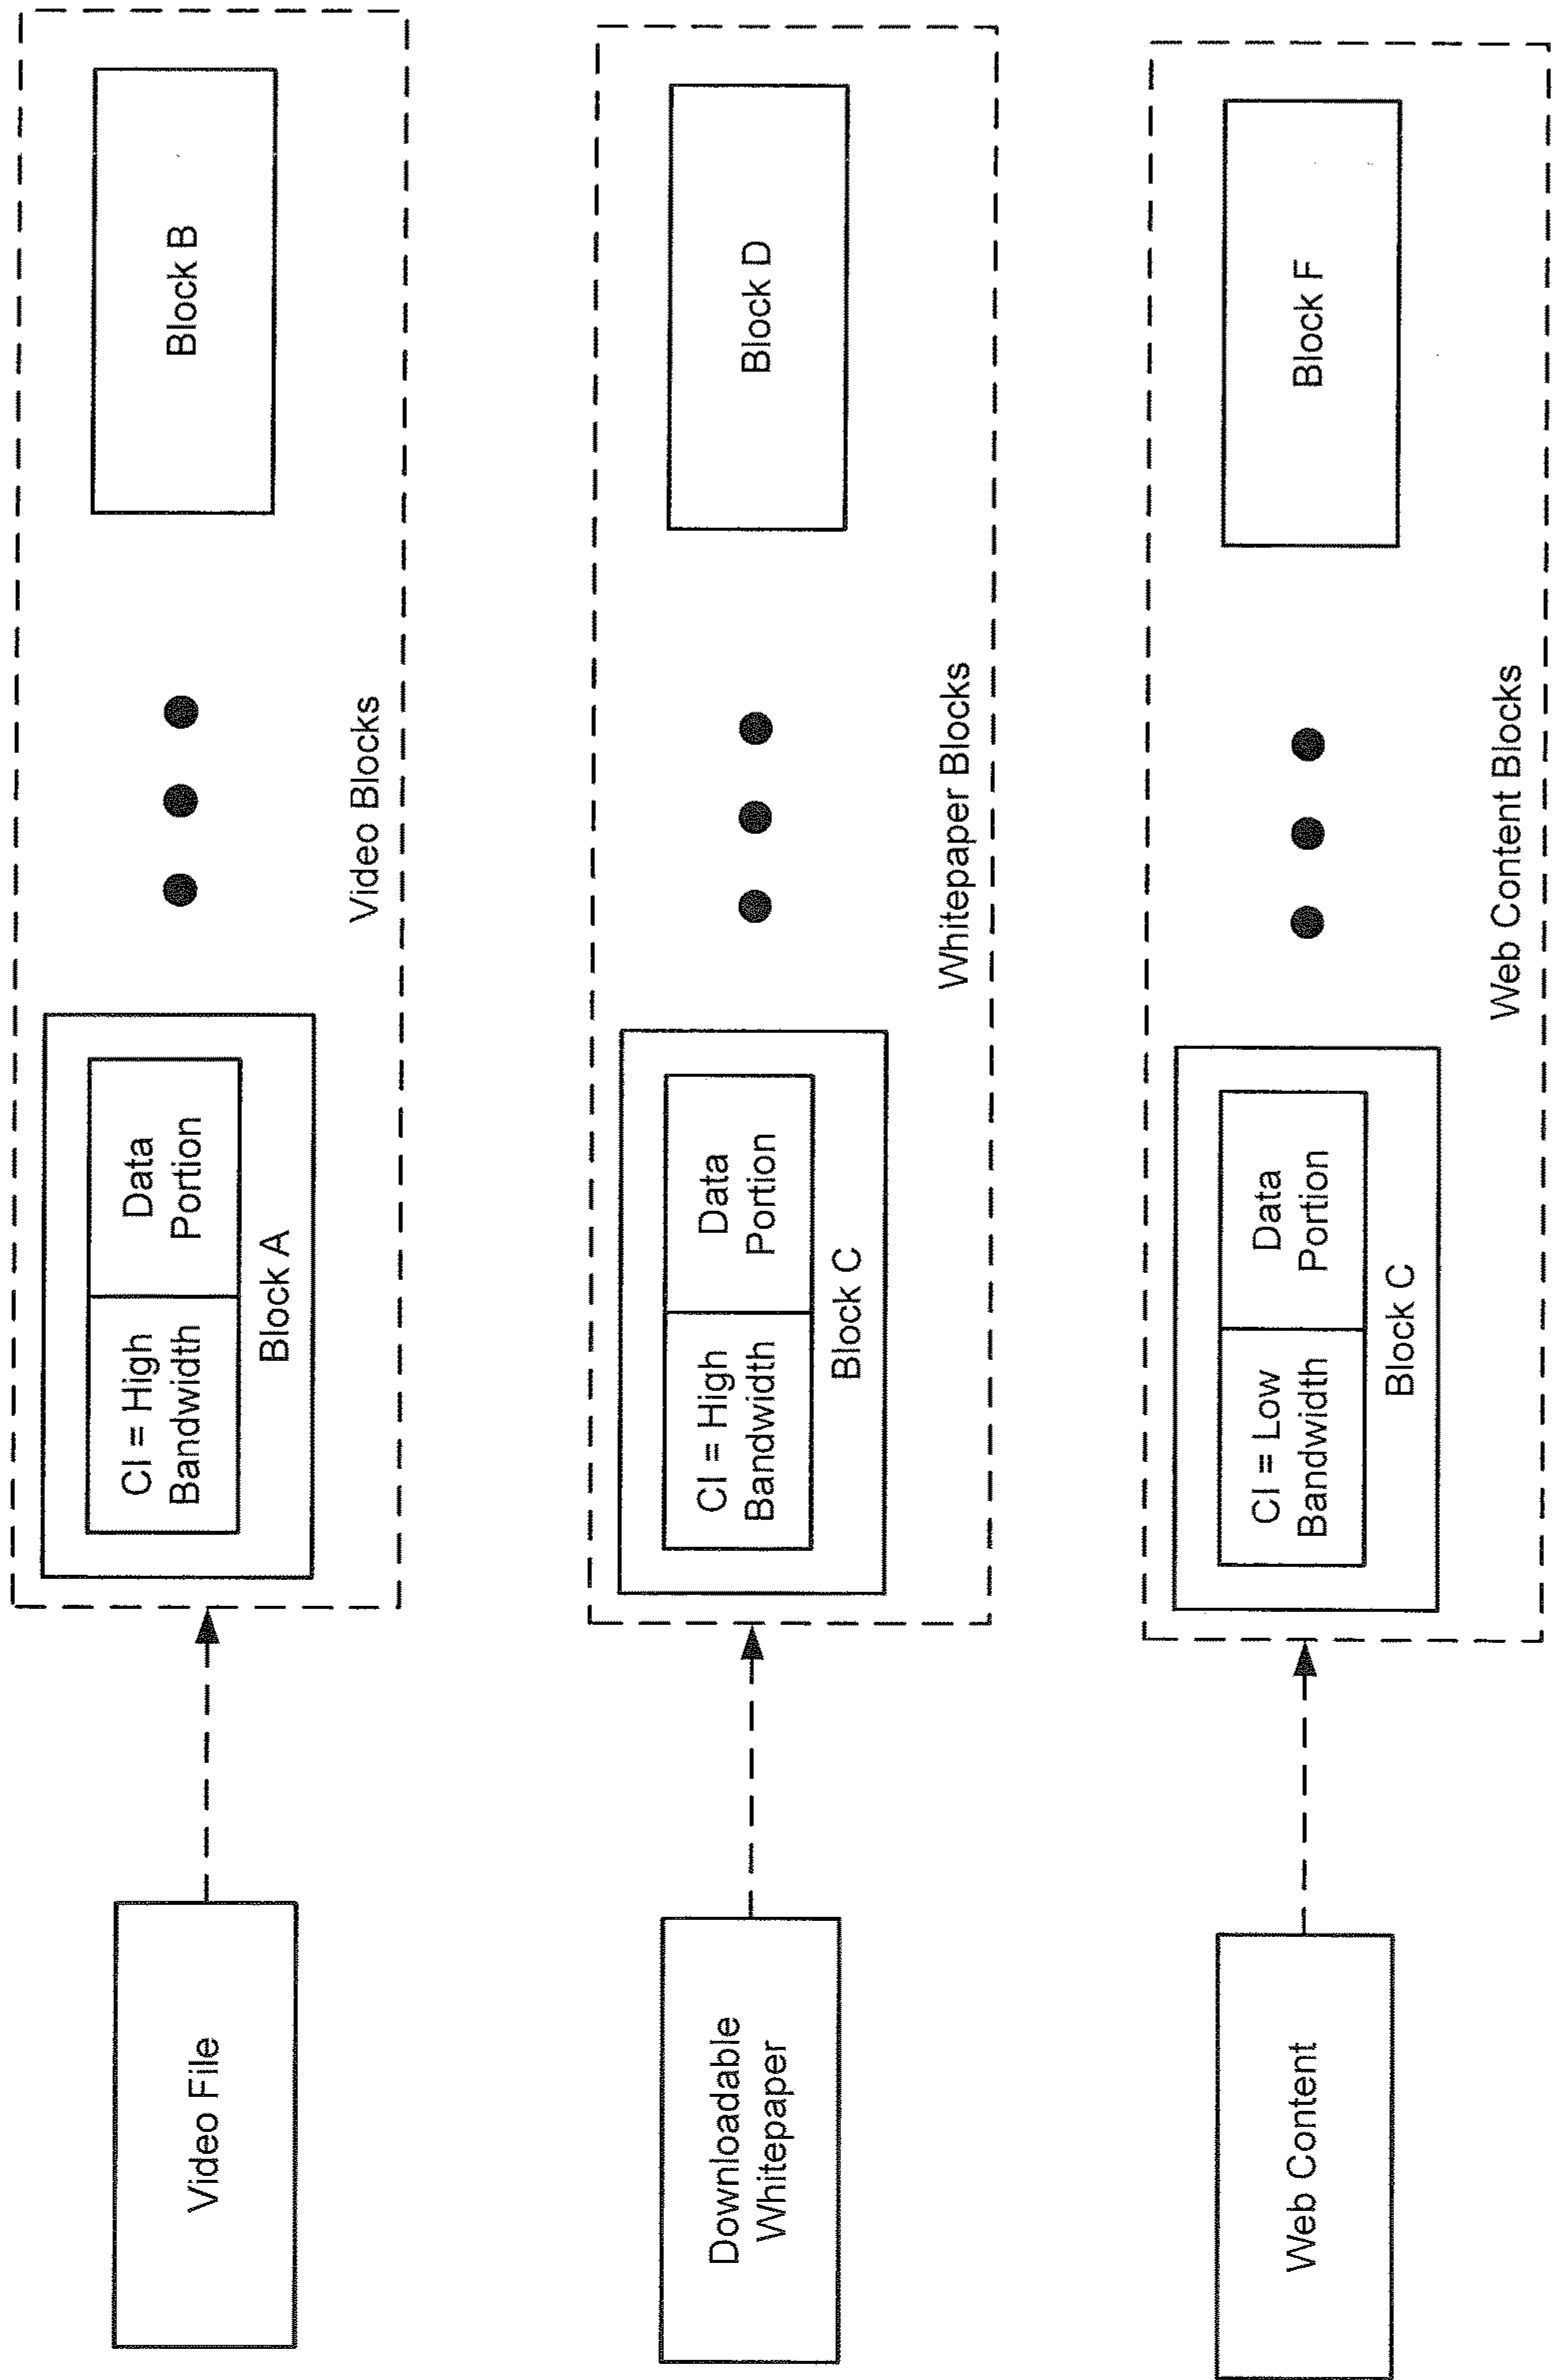 Video File
CI = High
Bandwidth
Data
Portion
Block A
Block B
Video Blocks
Downloadable
Whitepaper
CI = High
Bandwidth
Data
Portion
Block C
Block D
Whitepaper Blocks
Web Content
CI = Low
Bandwidth
Data
Portion
Block C
Block F
Web Content Blocks